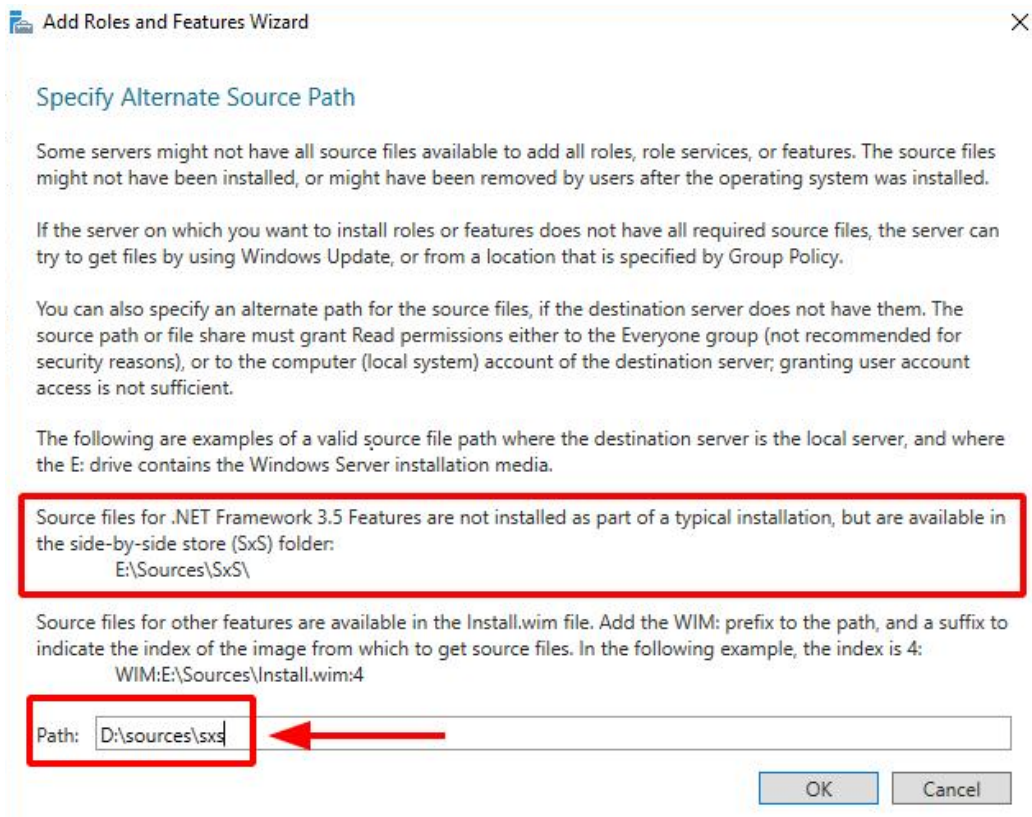 Add Roles and Features Wizard
Specify Alternate Source Path
Some servers might not have all source files available to add all roles, role services, or features. The source files
might not have been installed, or might have been removed by users after the operating system was installed.
If the server on which you want to install roles or features does not have all required source files, the server can
try to get files by using Windows Update, or from a location that is specified by Group Policy.
You can also specify an alternate path for the source files, if the destination server does not have them. The
source path or file share must grant Read permissions either to the Everyone group (not recommended for
security reasons), or to the computer (local system) account of the destination server; granting user account
access is not sufficient.
The following are examples of a valid source file path where the destination server is the local server, and where
the E: drive contains the Windows Server installation media.
Source files for .NET Framework 3.5 Features are not installed as part of a typical installation, but are available in
the side-by-side store (SxS) folder:
E:\Sources\SxS\
Source files for other features are available in the Install.wim file. Add the WIM: prefix to the path, and a suffix to
indicate the index of the image from which to get source files. In the following example, the index is 4:
WIM:E:\Sources\Install.wim:4
Path: D:\sources\sxs
OK Cancel